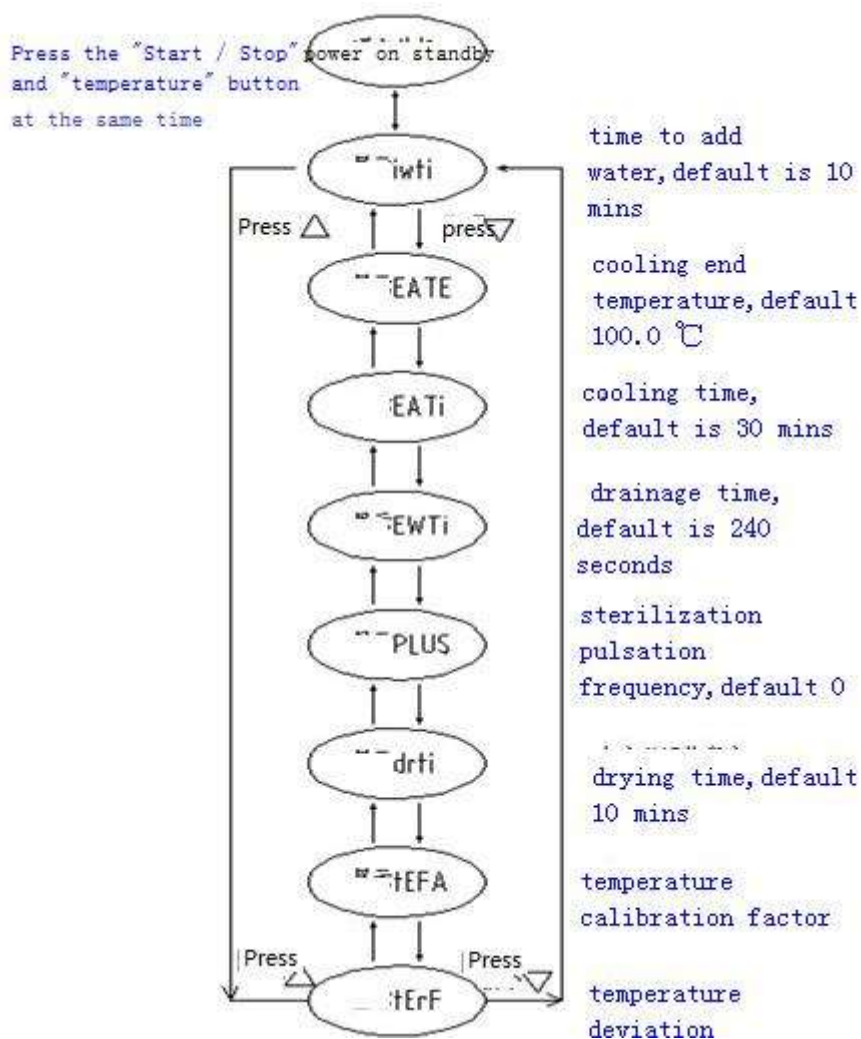 Press the "Start / Stop"
and "temperature" button
at the same time
power on standby
time to add
water, default is 10
mins
iwti
Press △
press ▽
cooling end
temperature, default
100.0 ℃
EATE
cooling time,
default is 30 mins
EATi
drainage time,
default is 240
seconds
EWTi
sterilization
pulsation
frequency, default 0
PLUS
drying time, default
10 mins
drti
temperature
calibration factor
tEFA
Press △
Press ▽
temperature
deviation
tErF